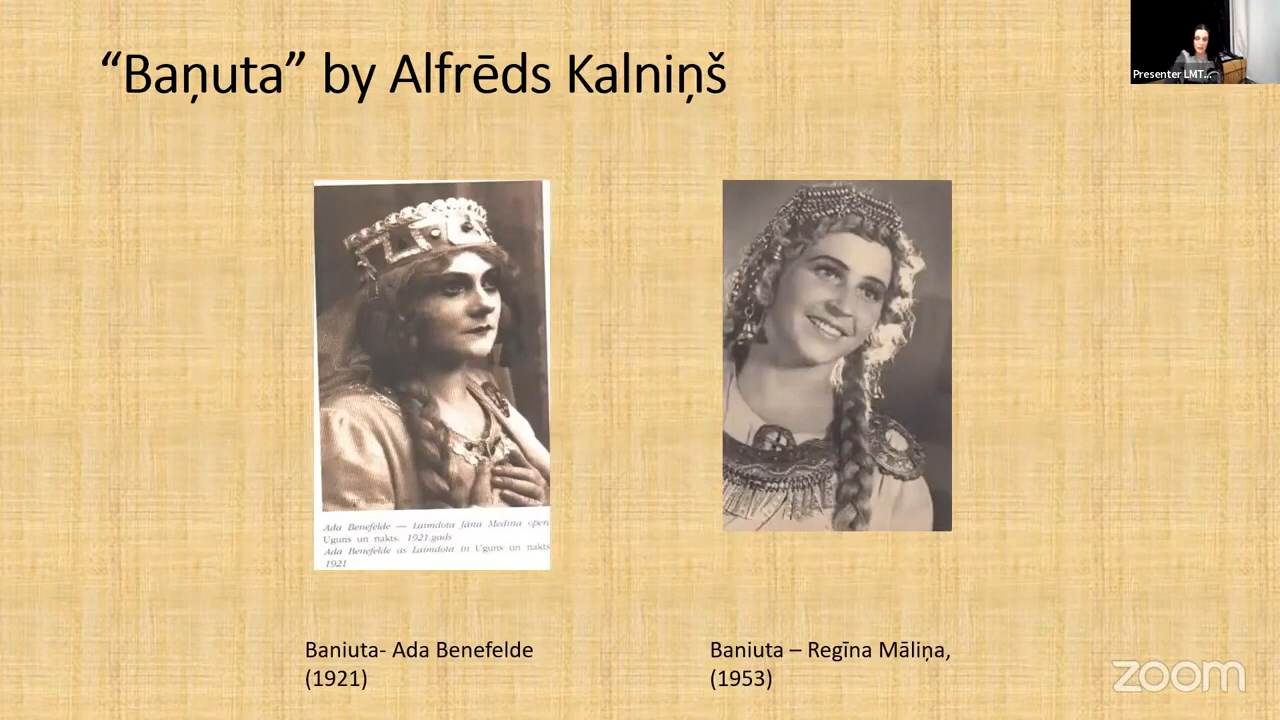 “Baņuta” by Alfrēds Kalniņš
Presenter LMT...
Ada Benefelde — Laimdota Jāņa Mediņa oper
Uguns un nakts. 1921.gads
Ada Benefelde as Laimdota in Uguns un nakts
1921
Baniuta- Ada Benefelde
(1921)
Baniuta – Regīna Māliņa,
(1953)
zoom